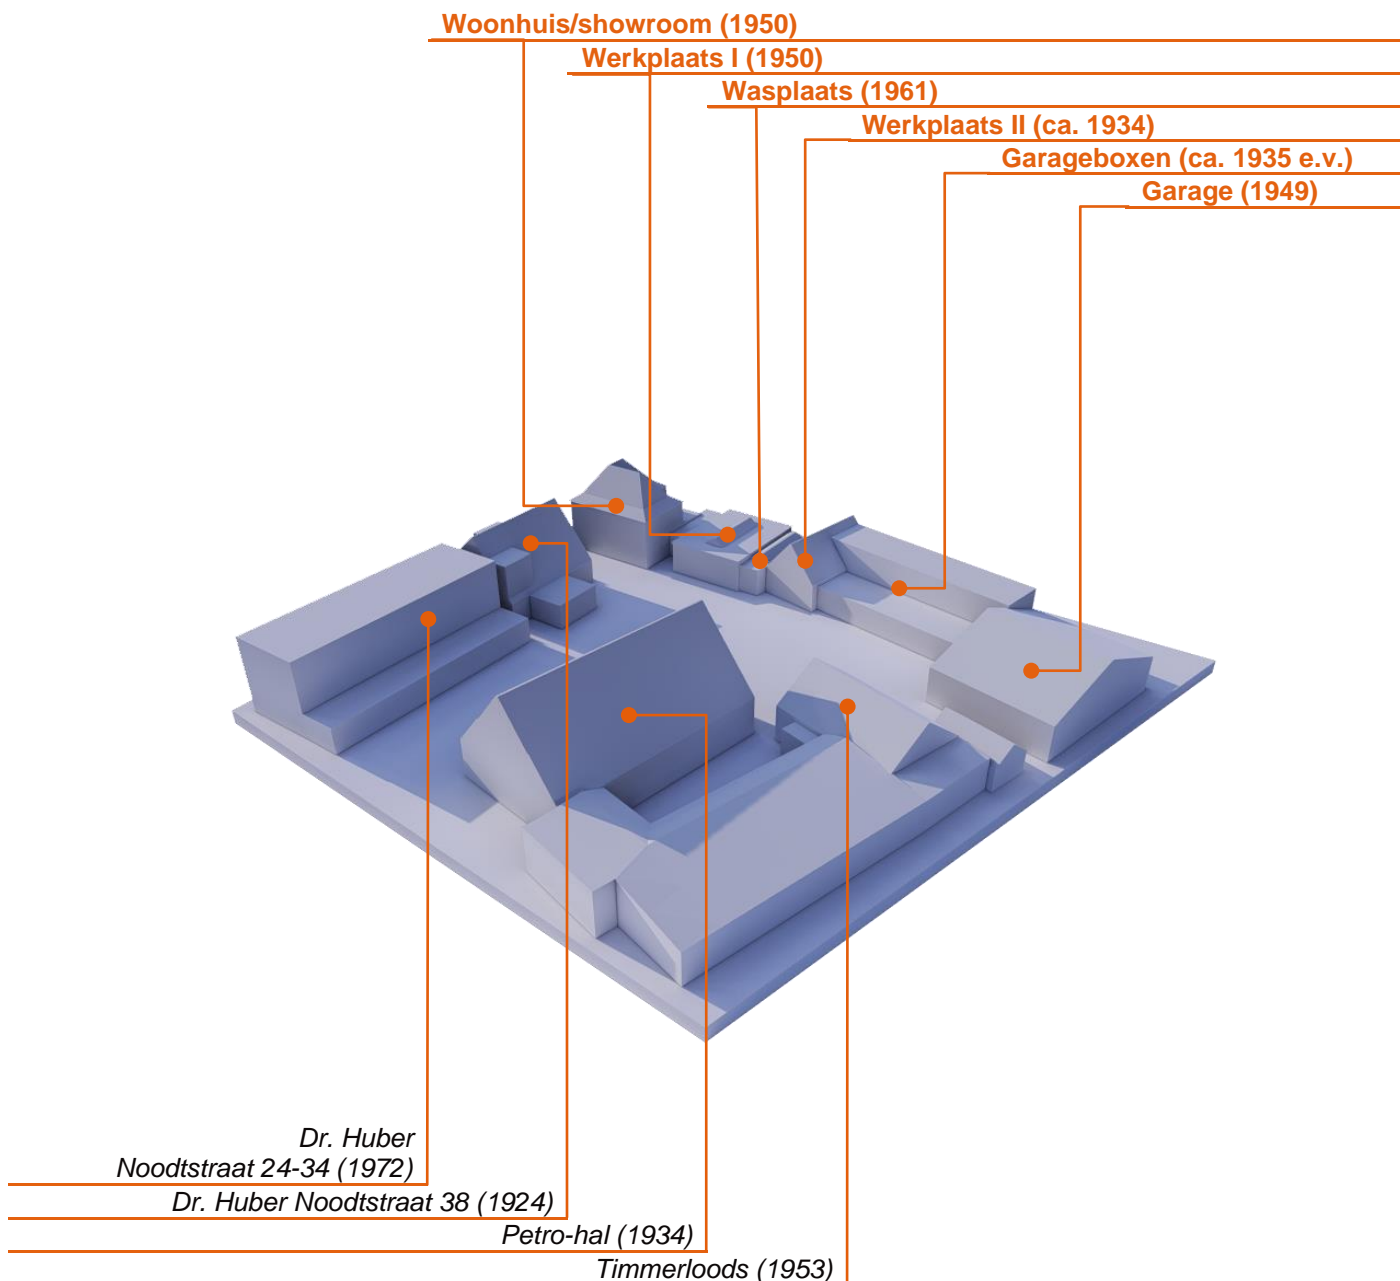 Woonhuis/showroom (1950)
Werkplaats I (1950)
Wasplaats (1961)
Werkplaats II (ca. 1934)
Garageboxen (ca. 1935 e.v.)
Garage (1949)
Dr. Huber
Noodtstraat 24-34 (1972)
Dr. Huber Noodtstraat 38 (1924)
Petro-hal (1934)
Timmerloods (1953)